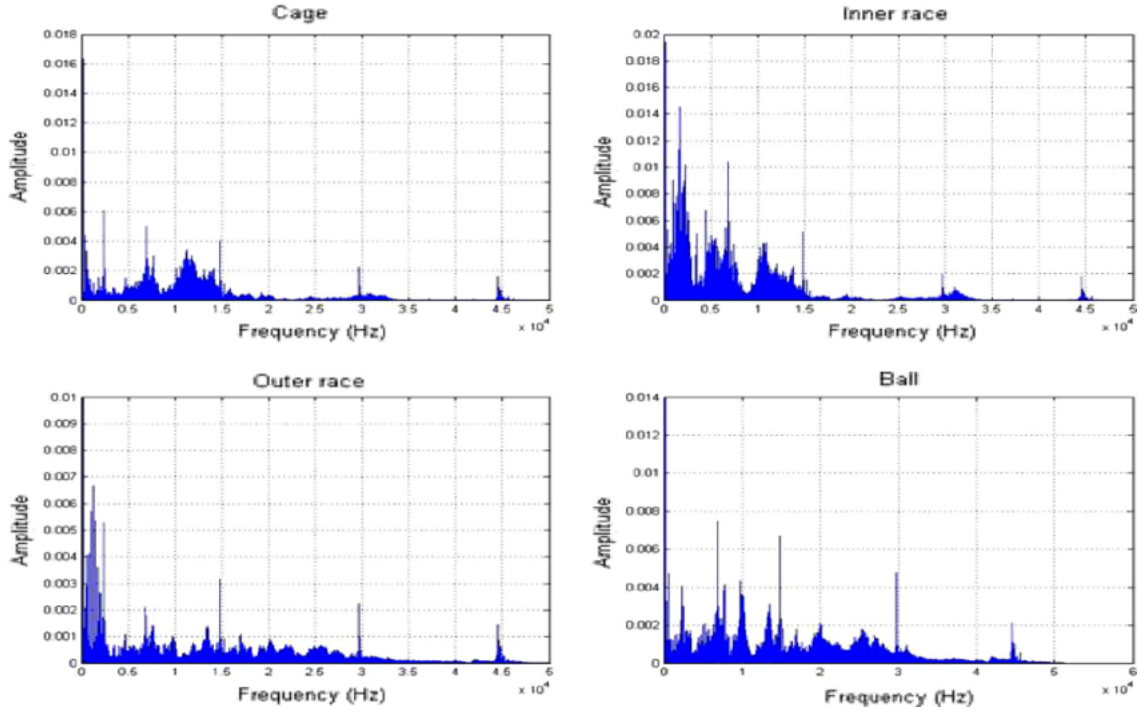 Cage
0.018
0.016
0.014
0.012
0.01
0.008
0.006
0.004
0.002
0
Amplitude
0 0.5 1 1.5 2 2.5 3 3.5 4 4.5 5
x 10⁴
Frequency (Hz)
Inner race
0.02
0.018
0.016
0.014
0.012
0.01
0.008
0.006
0.004
0.002
0
Amplitude
0 0.5 1 1.5 2 2.5 3 3.5 4 4.5 5
x 10⁴
Frequency (Hz)
Outer race
0.01
0.009
0.008
0.007
0.006
0.005
0.004
0.003
0.002
0.001
0
Amplitude
0 0.5 1 1.5 2 2.5 3 3.5 4 4.5 5
x 10⁴
Frequency (Hz)
Ball
0.014
0.012
0.01
0.008
0.006
0.004
0.002
0
Amplitude
0 1 2 3 4 5 6
x 10⁴
Frequency (Hz)